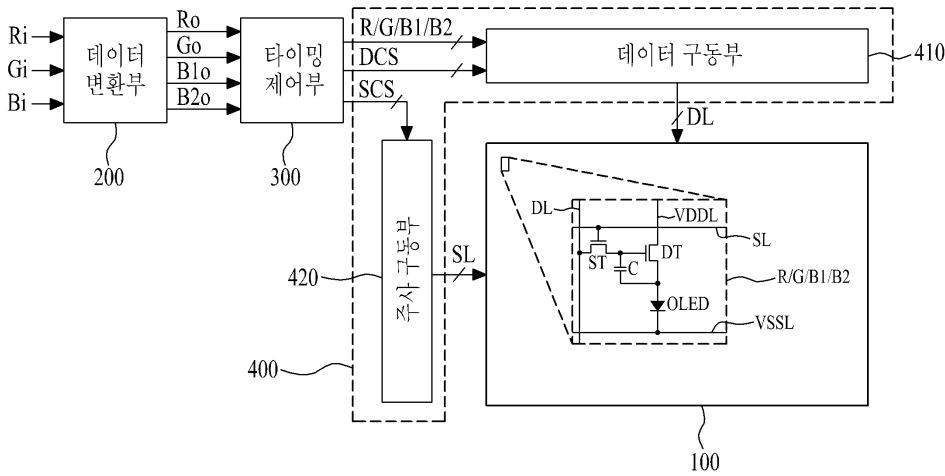 Ri
Gi
Bi
데이터
변환부
200
Ro
Go
B1o
B2o
타이밍
제어부
300
R/G/B1/B2
DCS
SCS
데이터 구동부
410
DL
주사 구동부
420
400
SL
DL
VDDL
SL
ST
C
DT
R/G/B1/B2
OLED
VSSL
100